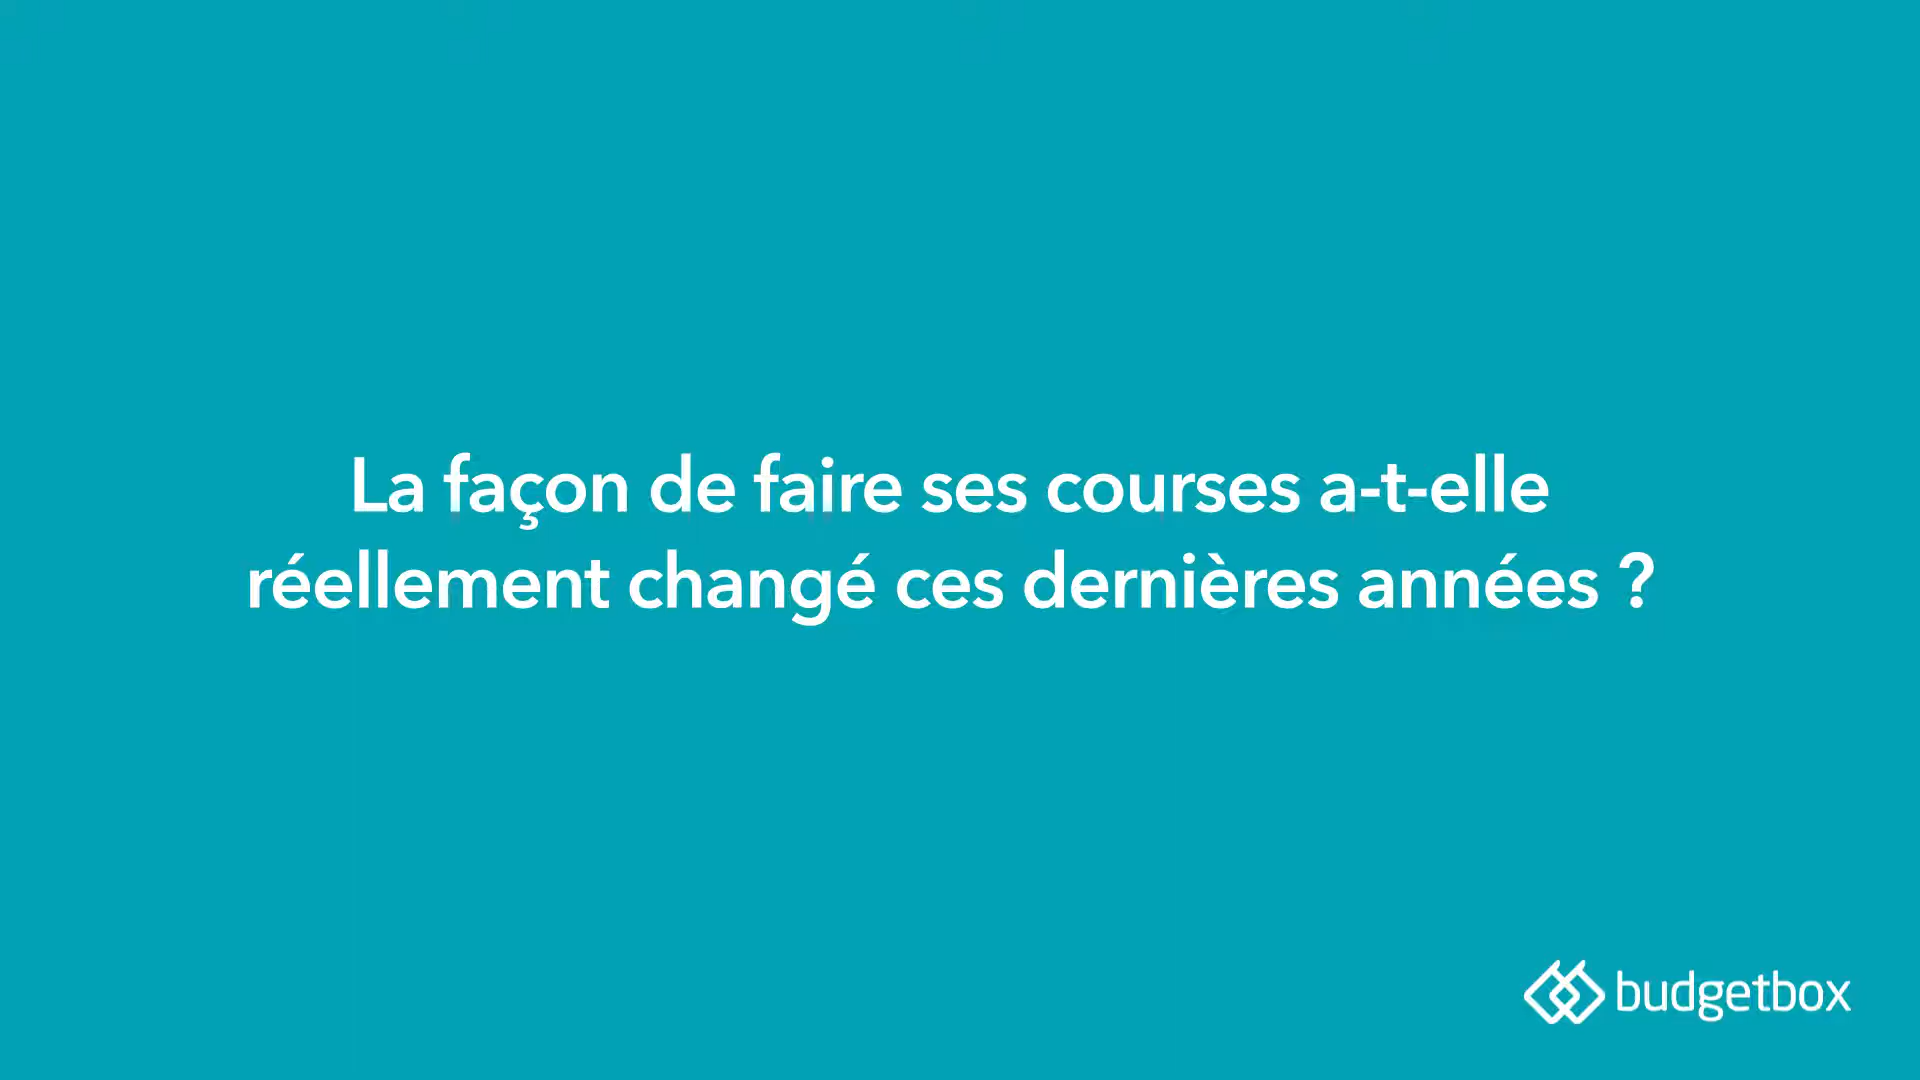 La façon de faire ses courses a-t-elle
réellement changé ces dernières années ?
budgetbox